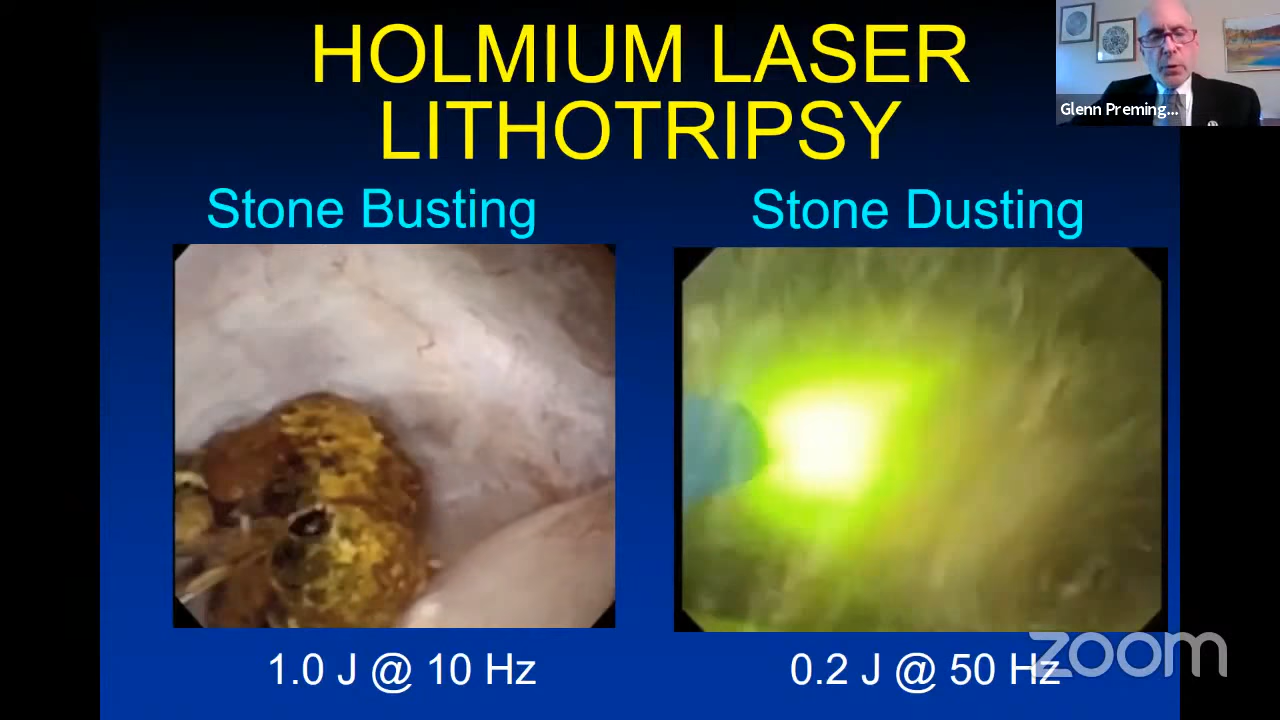 HOLMIUM LASER
LITHOTRIPSY
Glenn Preming...
Stone Busting
Stone Dusting
1.0 J @ 10 Hz
0.2 J @ 50 Hz
zoom